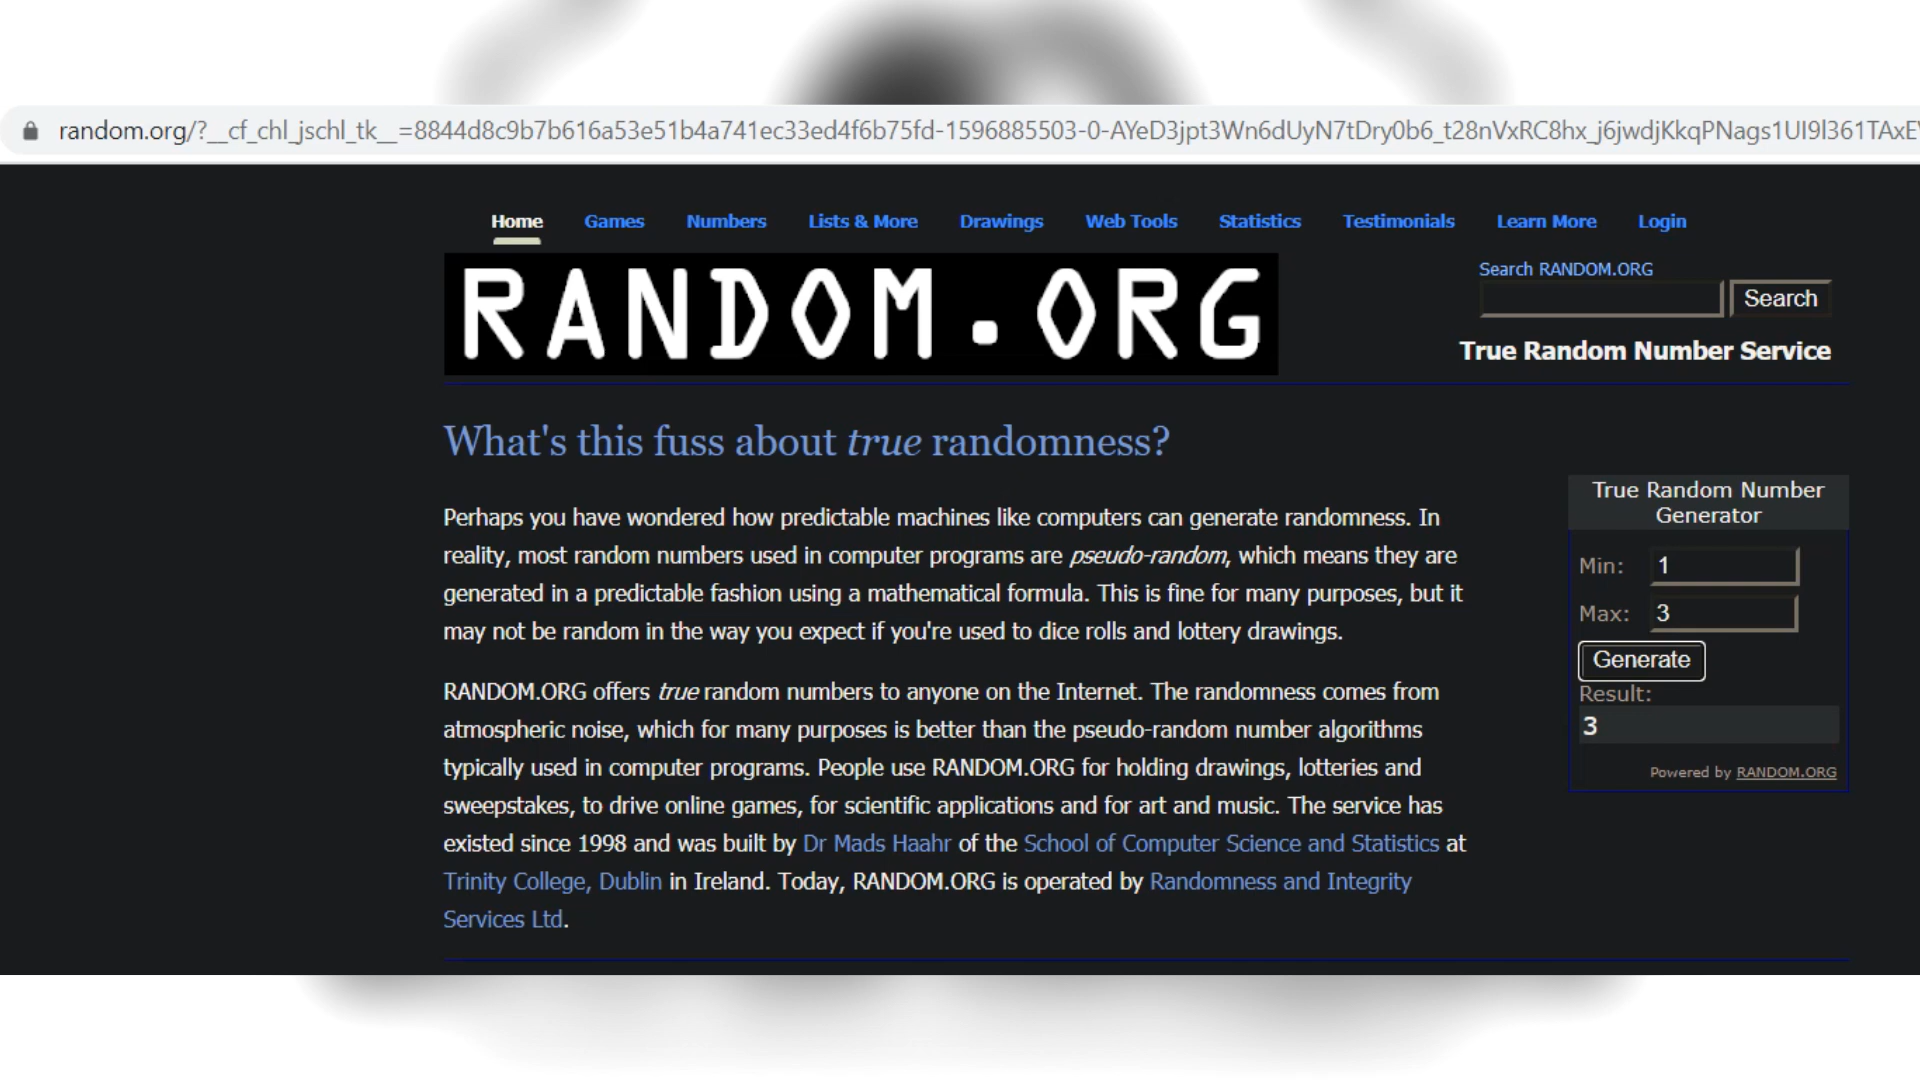 random.org/?__cf_chl_jschl_tk__=8844d8c9b7b616a53e51b4a741ec33ed4f6b75fd-1596885503-0-AYeD3jpt3Wn6dUyN7tDry0b6_t28nVxRC8hx_j6jwdjKkqPNags1UI9l361TAxE
Home Games Numbers Lists & More Drawings Web Tools Statistics Testimonials Learn More Login
RANDOM.ORG
Search RANDOM.ORG
Search
True Random Number Service
What's this fuss about true randomness?
Perhaps you have wondered how predictable machines like computers can generate randomness. In
reality, most random numbers used in computer programs are pseudo-random, which means they are
generated in a predictable fashion using a mathematical formula. This is fine for many purposes, but it
may not be random in the way you expect if you're used to dice rolls and lottery drawings.
RANDOM.ORG offers true random numbers to anyone on the Internet. The randomness comes from
atmospheric noise, which for many purposes is better than the pseudo-random number algorithms
typically used in computer programs. People use RANDOM.ORG for holding drawings, lotteries and
sweepstakes, to drive online games, for scientific applications and for art and music. The service has
existed since 1998 and was built by Dr Mads Haahr of the School of Computer Science and Statistics at
Trinity College, Dublin in Ireland. Today, RANDOM.ORG is operated by Randomness and Integrity
Services Ltd.
True Random Number
Generator
Min: 1
Max: 3
Generate
Result:
3
Powered by RANDOM.ORG